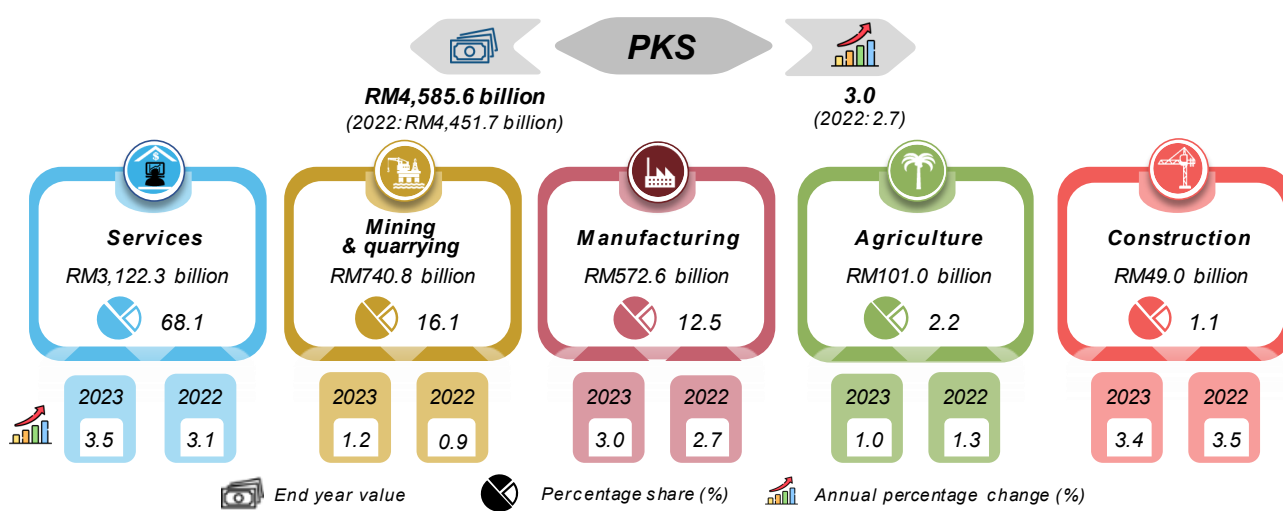 PKS
RM4,585.6 billion
(2022: RM4,451.7 billion)
3.0
(2022: 2.7)
$
Services
RM3,122.3 billion
68.1
Mining
& quarrying
RM740.8 billion
16.1
Manufacturing
RM572.6 billion
12.5
Agriculture
RM101.0 billion
2.2
Construction
RM49.0 billion
1.1
2023 2022
3.5 3.1
2023 2022
1.2 0.9
2023 2022
3.0 2.7
2023 2022
1.0 1.3
2023 2022
3.4 3.5
End year value
Percentage share (%)
Annual percentage change (%)